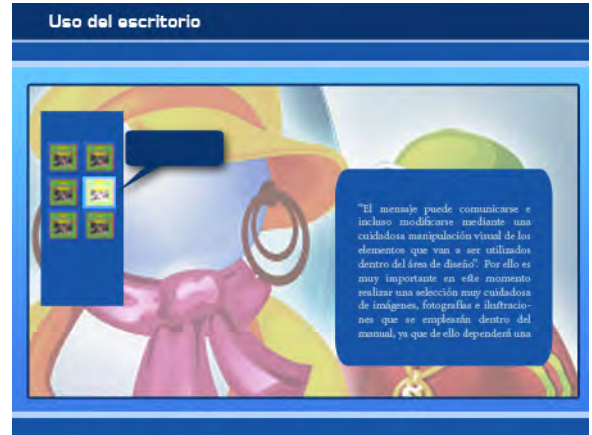 Uso del escritorio
"El mensaje puede comunicarse e
incluso modificarse mediante una
cuidadosa manipulación visual de los
elementos que van a ser utilizados
dentro del área de diseño". Por ello es
muy importante en este momento
realizar una selección muy cuidadosa
de imágenes, fotografías e ilustracio-
nes que se emplearán dentro del
manual, ya que de ello dependerá una